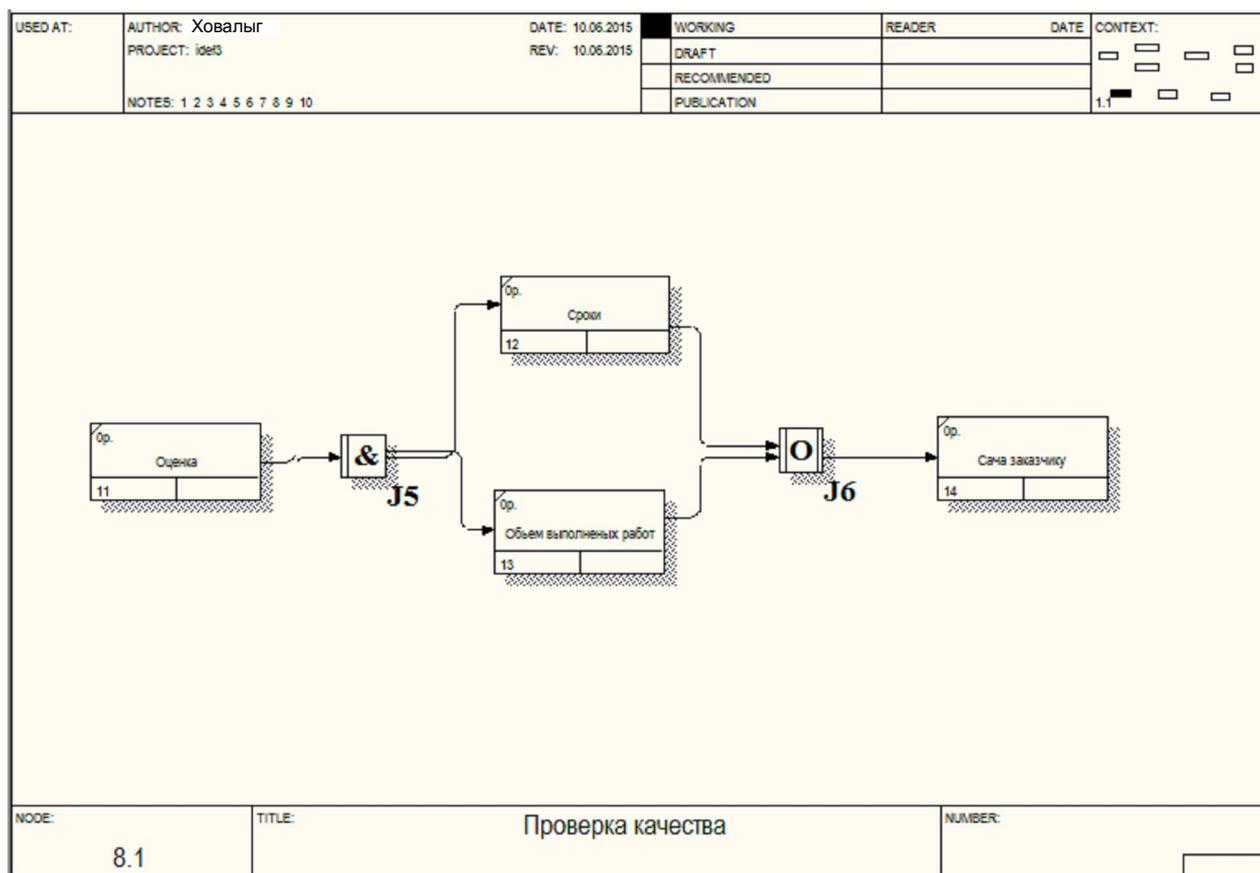 USED AT:
AUTHOR: Ховалыг
DATE: 10.06.2015
WORKING
READER
DATE
CONTEXT:
PROJECT: idef3
REV: 10.06.2015
DRAFT
RECOMMENDED
NOTES: 1 2 3 4 5 6 7 8 9 10
PUBLICATION
1.1
0р.
Сроки
12
0р.
Оценка
11
&
J5
O
J6
0р.
Сача заказчику
14
0р.
Обьем выполненых работ
13
NODE:
8.1
TITLE:
Проверка качества
NUMBER: